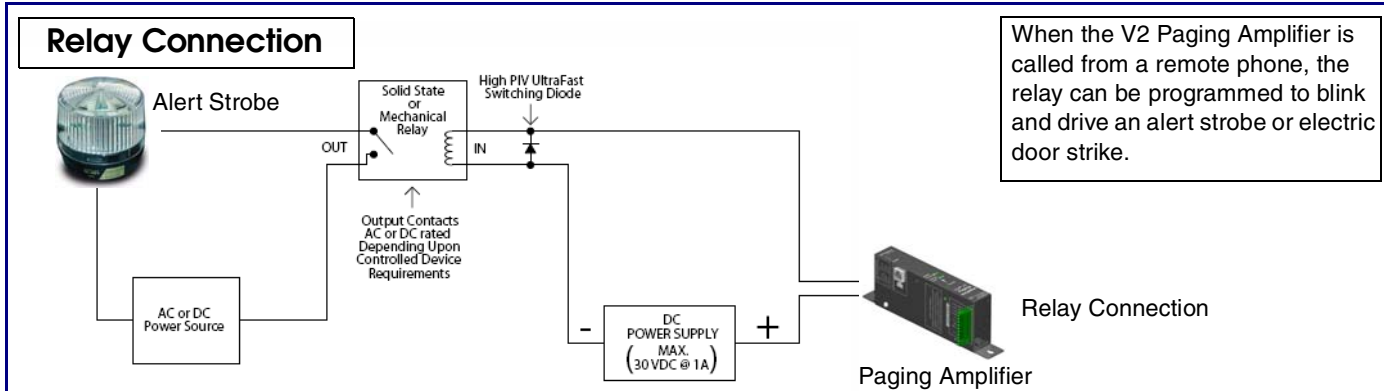 Relay Connection
Alert Strobe
Solid State
or
Mechanical
Relay
High PIV UltraFast
Switching Diode
OUT
IN
Output Contacts
AC or DC rated
Depending Upon
Controlled Device
Requirements
AC or DC
Power Source
-
DC
POWER SUPPLY
(MAX.
30 VDC @ 1A)
+
Relay Connection
Paging Amplifier
When the V2 Paging Amplifier is
called from a remote phone, the
relay can be programmed to blink
and drive an alert strobe or electric
door strike.